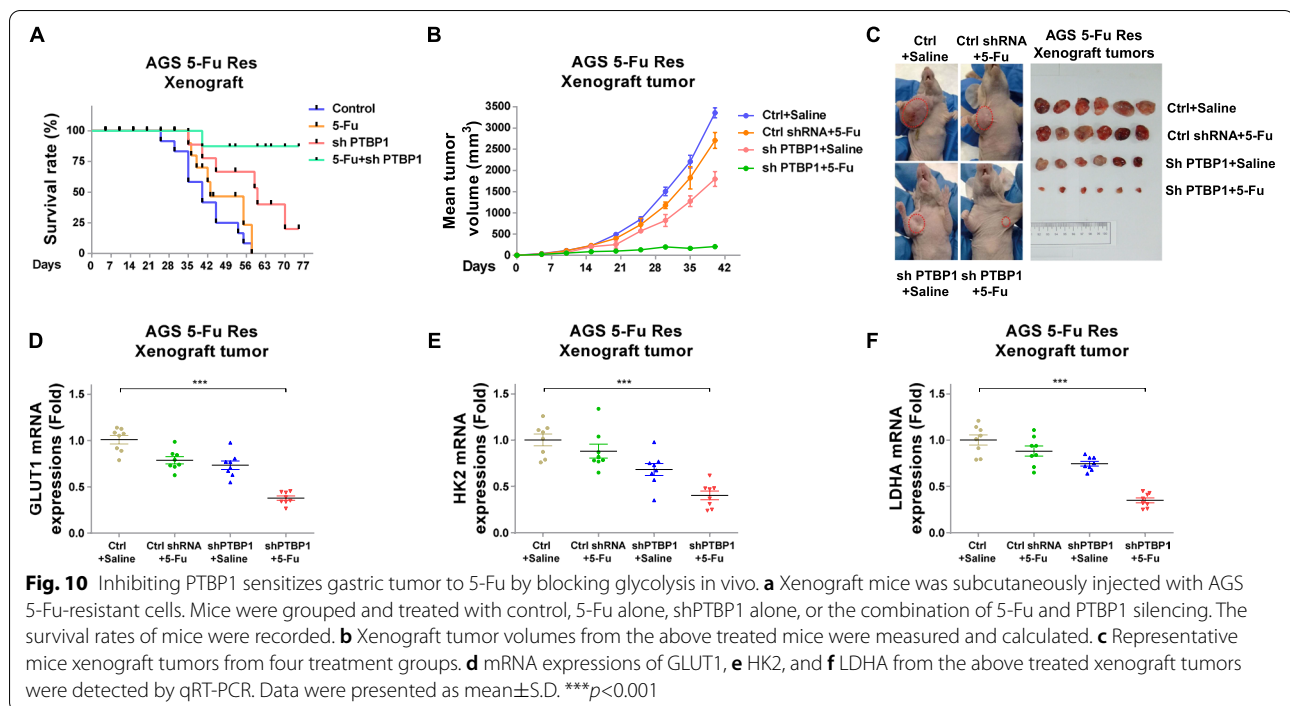 A
AGS 5-Fu Res
Xenograft
Survival rate (%)
100
75
50
25
0
Days
0 7 14 21 28 35 42 49 56 63 70 77
Control
5-Fu
sh PTBP1
5-Fu+sh PTBP1
B
AGS 5-Fu Res
Xenograft tumor
Mean tumor
volume (mm3)
3500
3000
2500
2000
1500
1000
500
0
Days
0 7 14 21 28 35 42
Ctrl+Saline
Ctrl shRNA+5-Fu
sh PTBP1+Saline
sh PTBP1+5-Fu
C
Ctrl
+Saline
Ctrl shRNA
+5-Fu
sh PTBP1
+Saline
sh PTBP1
+5-Fu
AGS 5-Fu Res
Xenograft tumors
Ctrl+Saline
Ctrl shRNA+5-Fu
Sh PTBP1+Saline
Sh PTBP1+5-Fu
D
AGS 5-Fu Res
Xenograft tumor
GLUT1 mRNA
expressions (Fold)
1.5
1.0
0.5
0.0
***
Ctrl
+Saline
Ctrl shRNA
+5-Fu
shPTBP1
+Saline
shPTBP1
+5-Fu
E
AGS 5-Fu Res
Xenograft tumor
HK2 mRNA
expressions (Fold)
1.5
1.0
0.5
0.0
***
Ctrl
+Saline
Ctrl shRNA
+5-Fu
shPTBP1
+Saline
shPTBP1
+5-Fu
F
AGS 5-Fu Res
Xenograft tumor
LDHA mRNA
expressions (Fold)
1.5
1.0
0.5
0.0
***
Ctrl
+Saline
Ctrl shRNA
+5-Fu
shPTBP1
+Saline
shPTBP1
+5-Fu
Fig. 10 Inhibiting PTBP1 sensitizes gastric tumor to 5-Fu by blocking glycolysis in vivo. a Xenograft mice was subcutaneously injected with AGS
5-Fu-resistant cells. Mice were grouped and treated with control, 5-Fu alone, shPTBP1 alone, or the combination of 5-Fu and PTBP1 silencing. The
survival rates of mice were recorded. b Xenograft tumor volumes from the above treated mice were measured and calculated. c Representative
mice xenograft tumors from four treatment groups. d mRNA expressions of GLUT1, e HK2, and f LDHA from the above treated xenograft tumors
were detected by qRT-PCR. Data were presented as mean±S.D. ***p<0.001